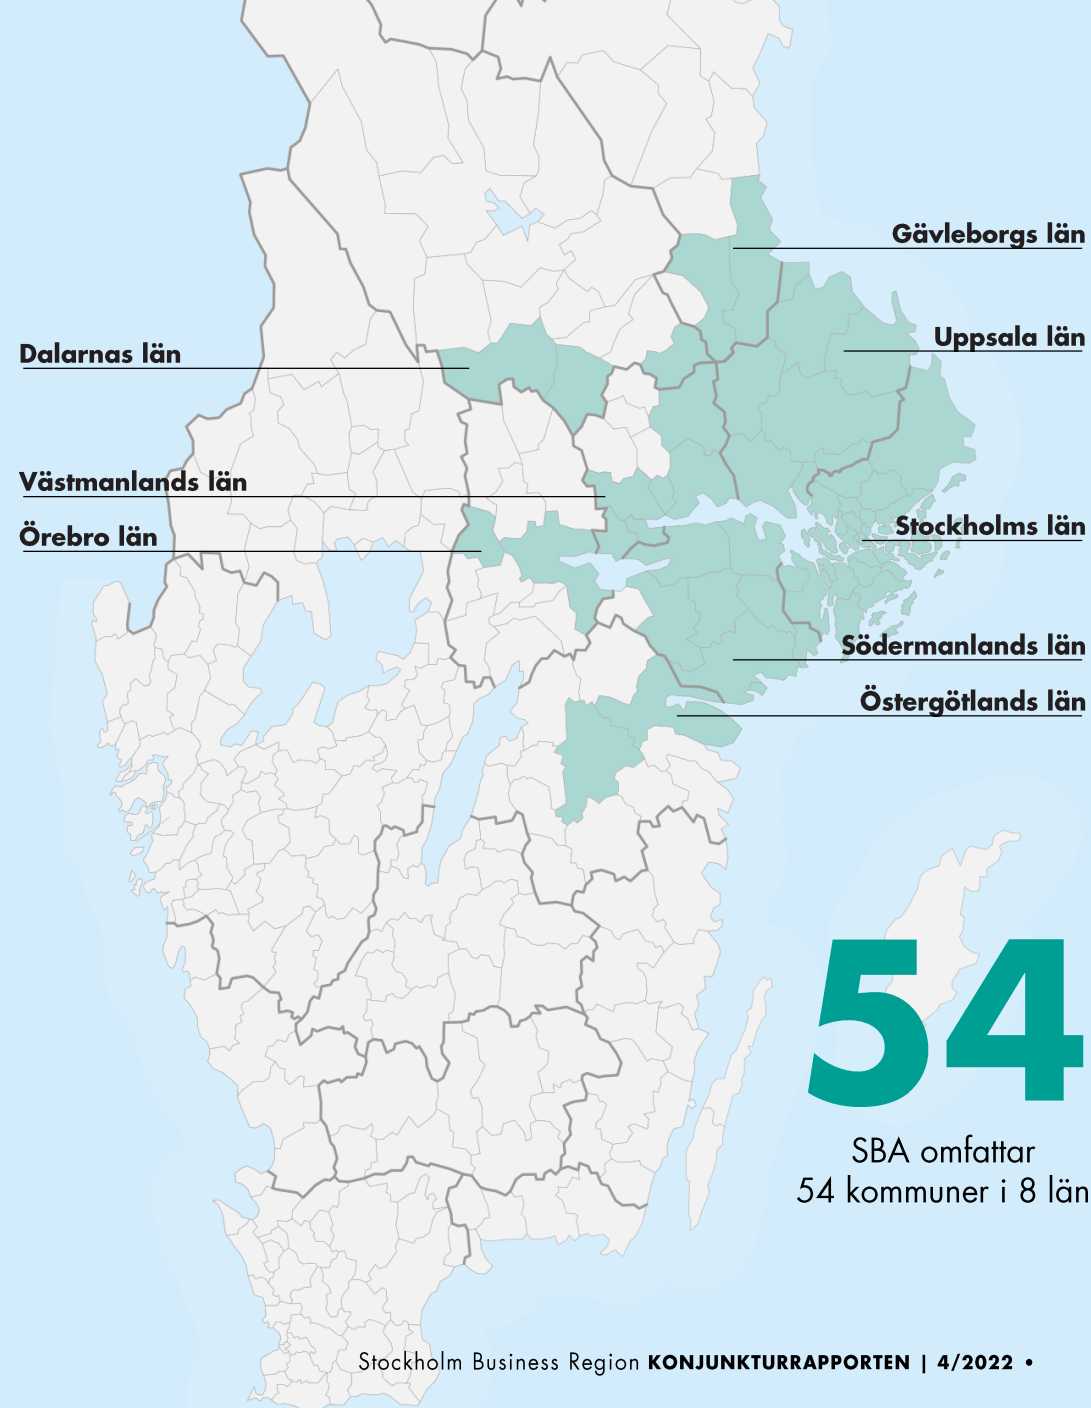 Gävleborgs län
Uppsala län
Dalarnas län
Västmanlands län
Stockholms län
Örebro län
Södermanlands län
Östergötlands län
54
SBA omfattar
54 kommuner i 8 län
Stockholm Business Region KONJUNKTURRAPPORTEN | 4/2022 •